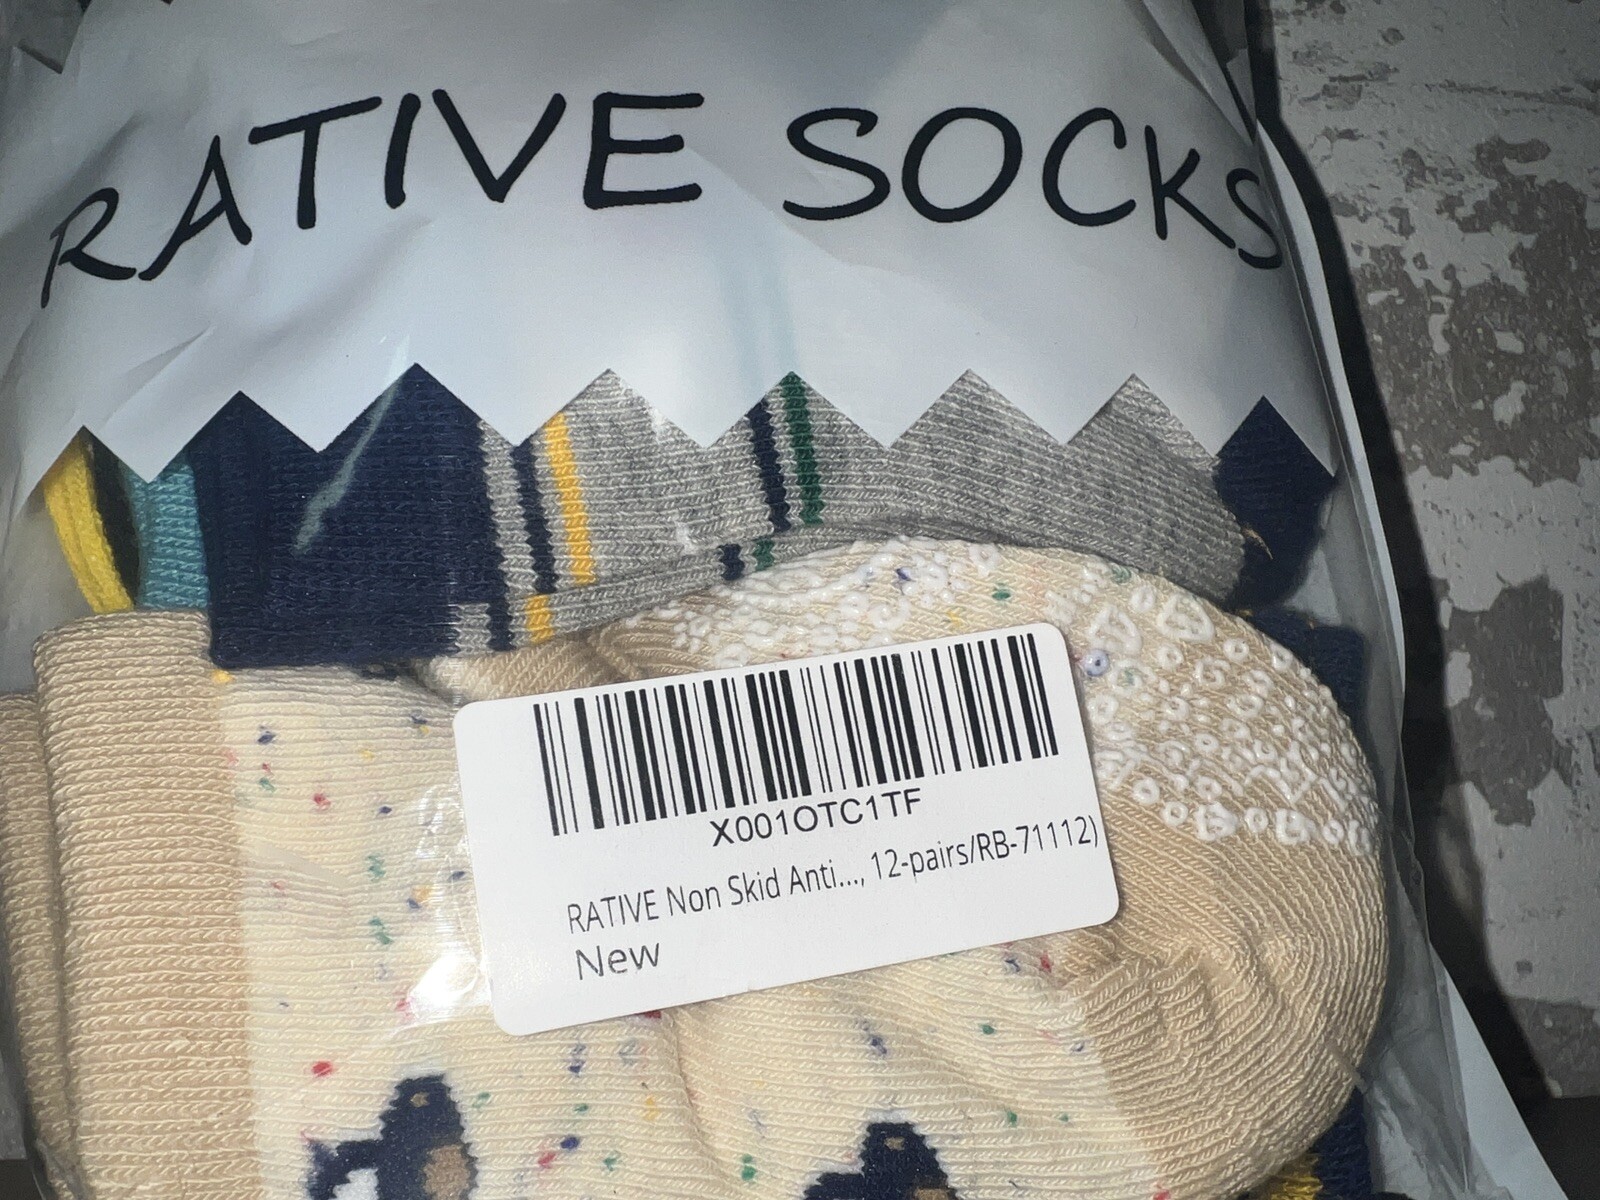 RATIVE SOCKS
X001OTC1TF
RATIVE Non Skid Anti..., 12-pairs/RB-71112)
New